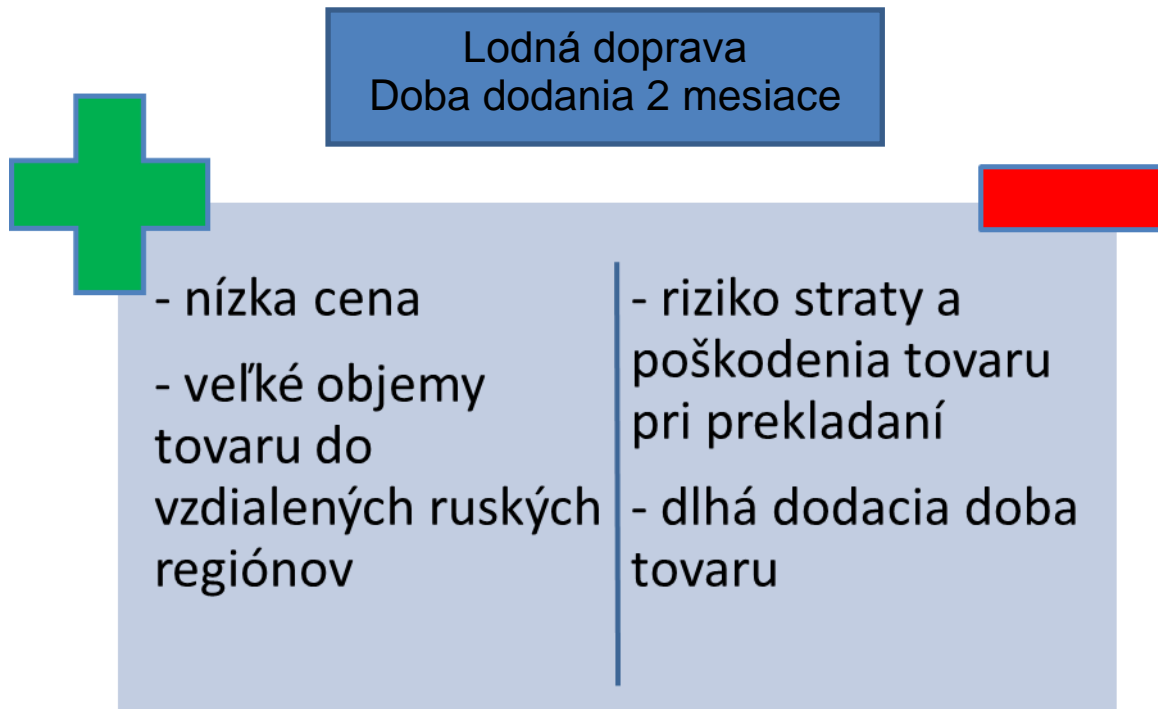 Lodná doprava
Doba dodania 2 mesiace
- nízka cena
- veľké objemy
tovaru do
vzdialených ruských
regiónov
- riziko straty a
poškodenia tovaru
pri prekladaní
- dlhá dodacia doba
tovaru